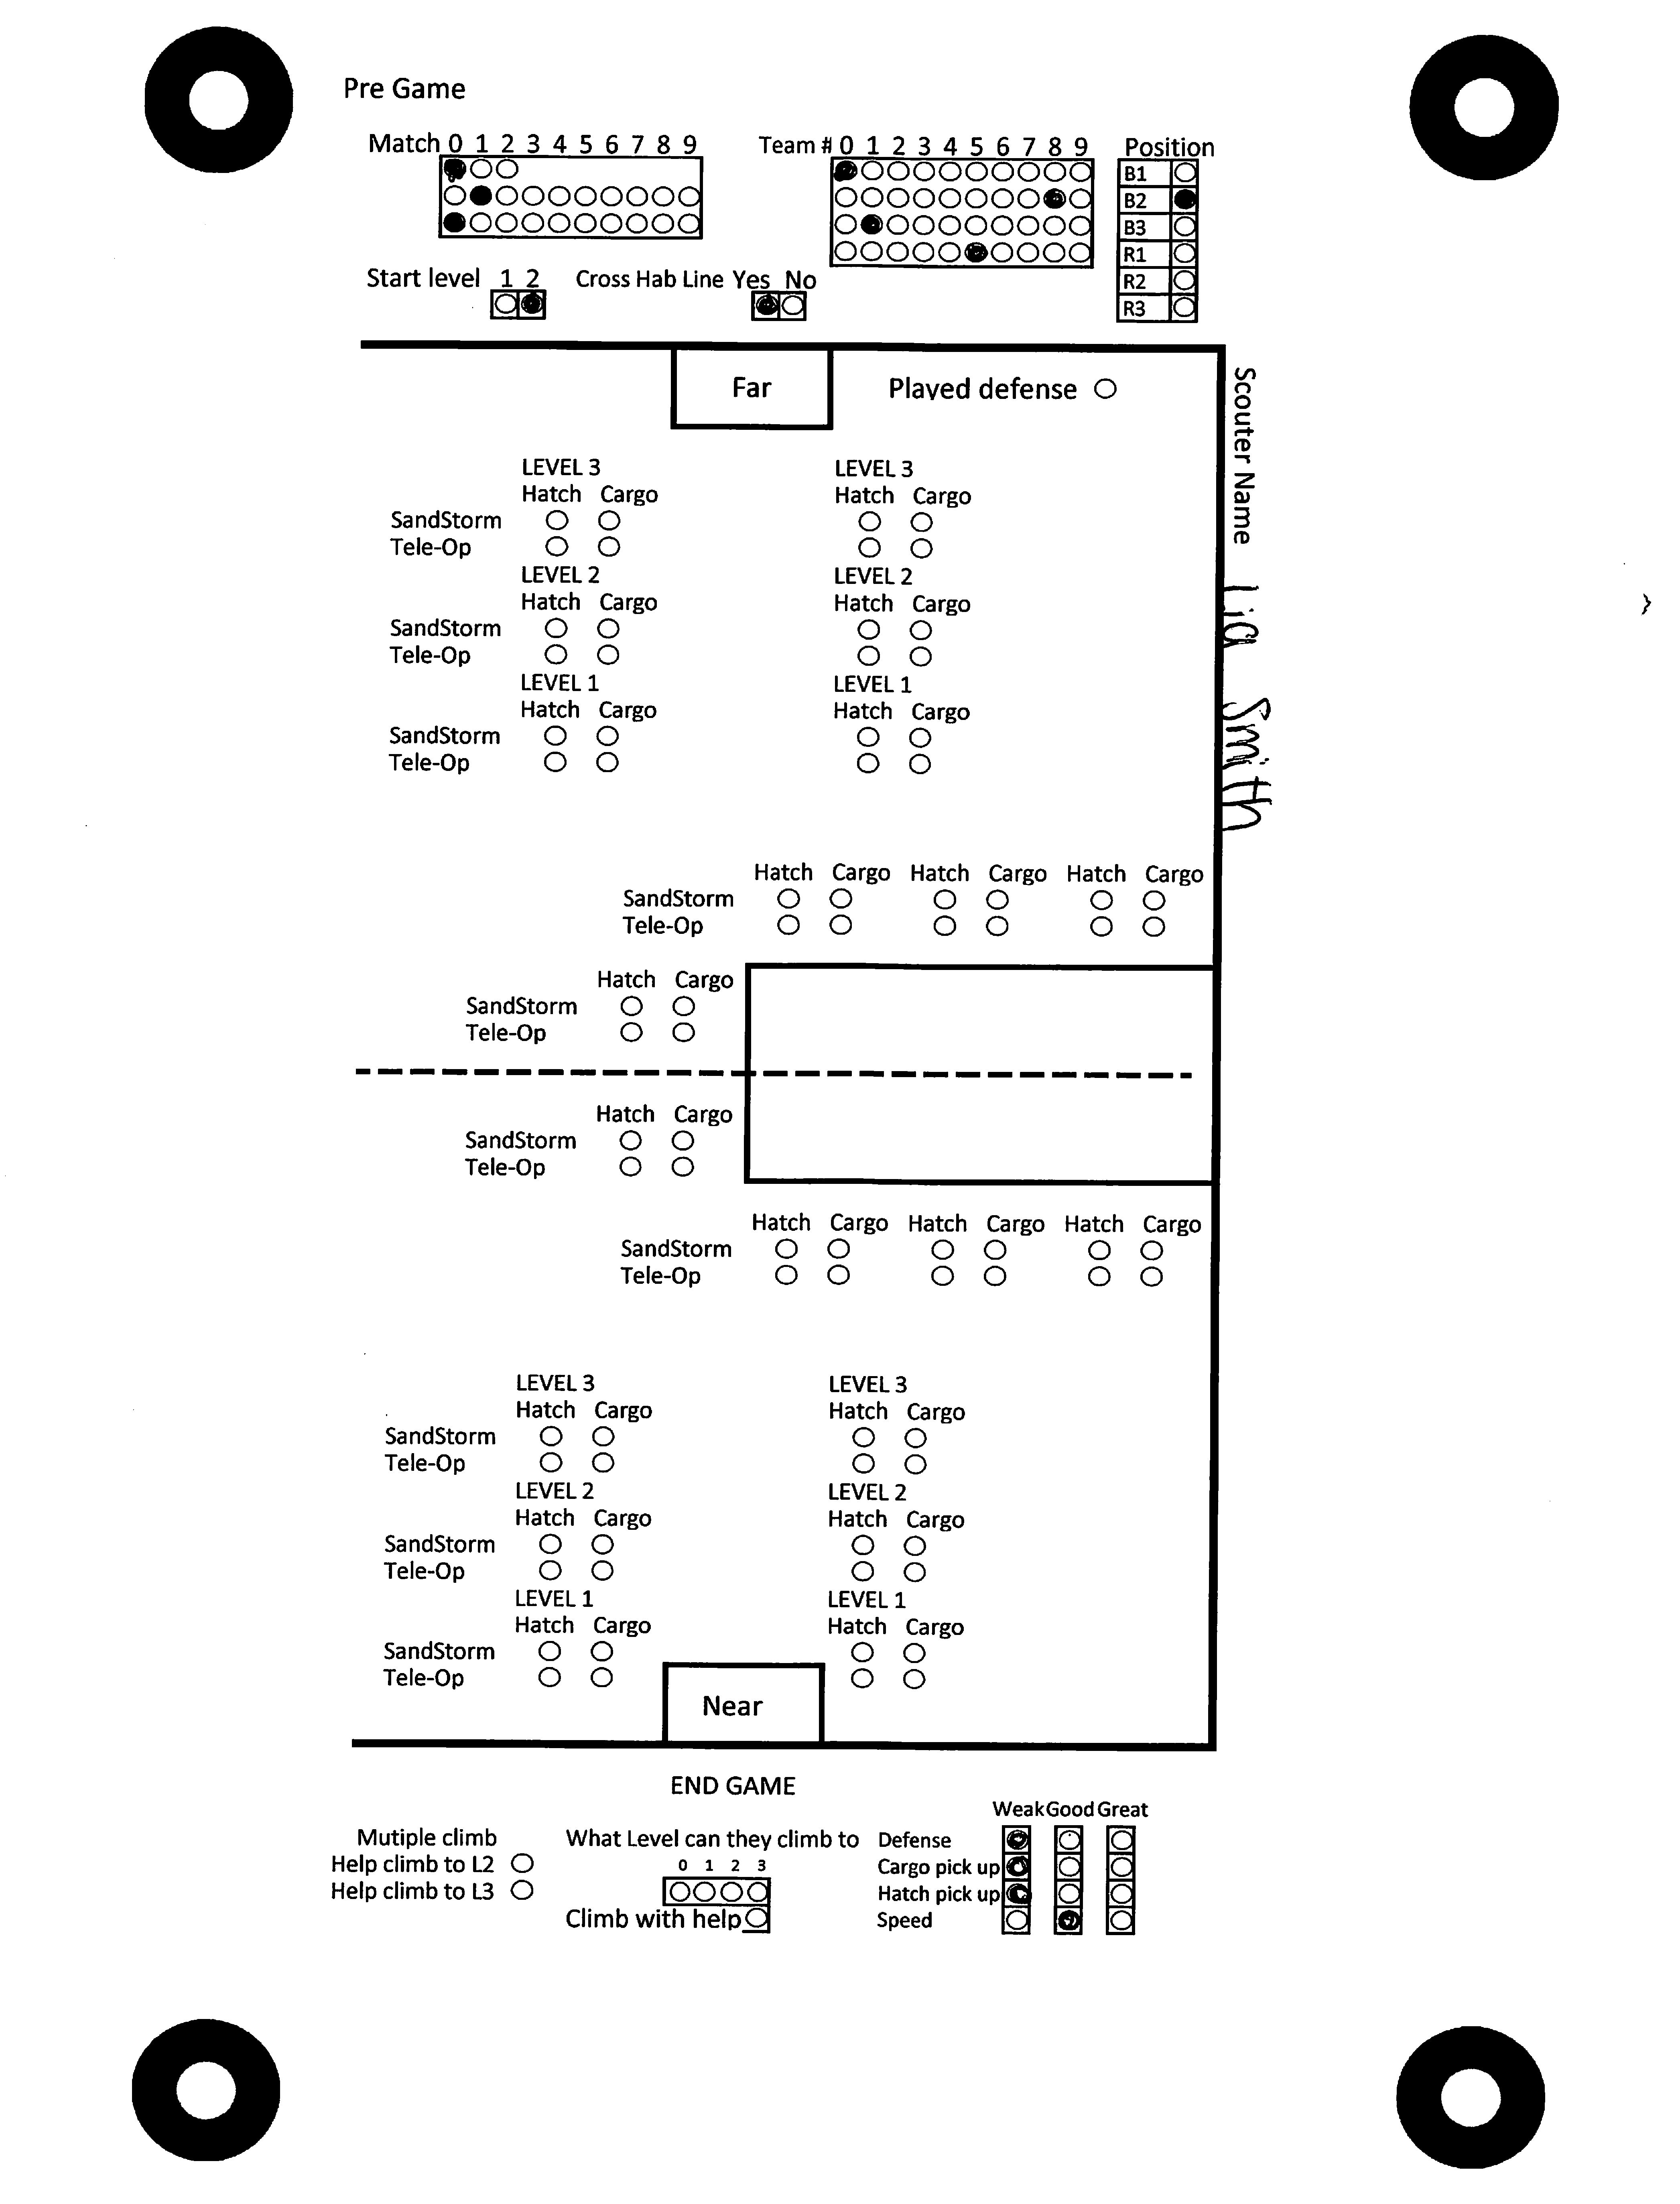 Pre Game
Match 0 1 2 3 4 5 6 7 8 9
Team # 0 1 2 3 4 5 6 7 8 9
Position
B1
B2
B3
R1
R2
R3
Start level 1 2
Cross Hab Line Yes No
Far
Played defense
Scouter Name Lia Smith
LEVEL 3 LEVEL 3
Hatch Cargo Hatch Cargo
SandStorm
Tele-Op
LEVEL 2 LEVEL 2
Hatch Cargo Hatch Cargo
SandStorm
Tele-Op
LEVEL 1 LEVEL 1
Hatch Cargo Hatch Cargo
SandStorm
Tele-Op
Hatch Cargo Hatch Cargo Hatch Cargo
SandStorm
Tele-Op
Hatch Cargo
SandStorm
Tele-Op
Hatch Cargo
SandStorm
Tele-Op
Hatch Cargo Hatch Cargo Hatch Cargo
SandStorm
Tele-Op
LEVEL 3 LEVEL 3
Hatch Cargo Hatch Cargo
SandStorm
Tele-Op
LEVEL 2 LEVEL 2
Hatch Cargo Hatch Cargo
SandStorm
Tele-Op
LEVEL 1 LEVEL 1
Hatch Cargo Hatch Cargo
SandStorm
Tele-Op
Near
END GAME
Mutiple climb
Help climb to L2
Help climb to L3
What Level can they climb to
0 1 2 3
Climb with help
Weak Good Great
Defense
Cargo pick up
Hatch pick up
Speed